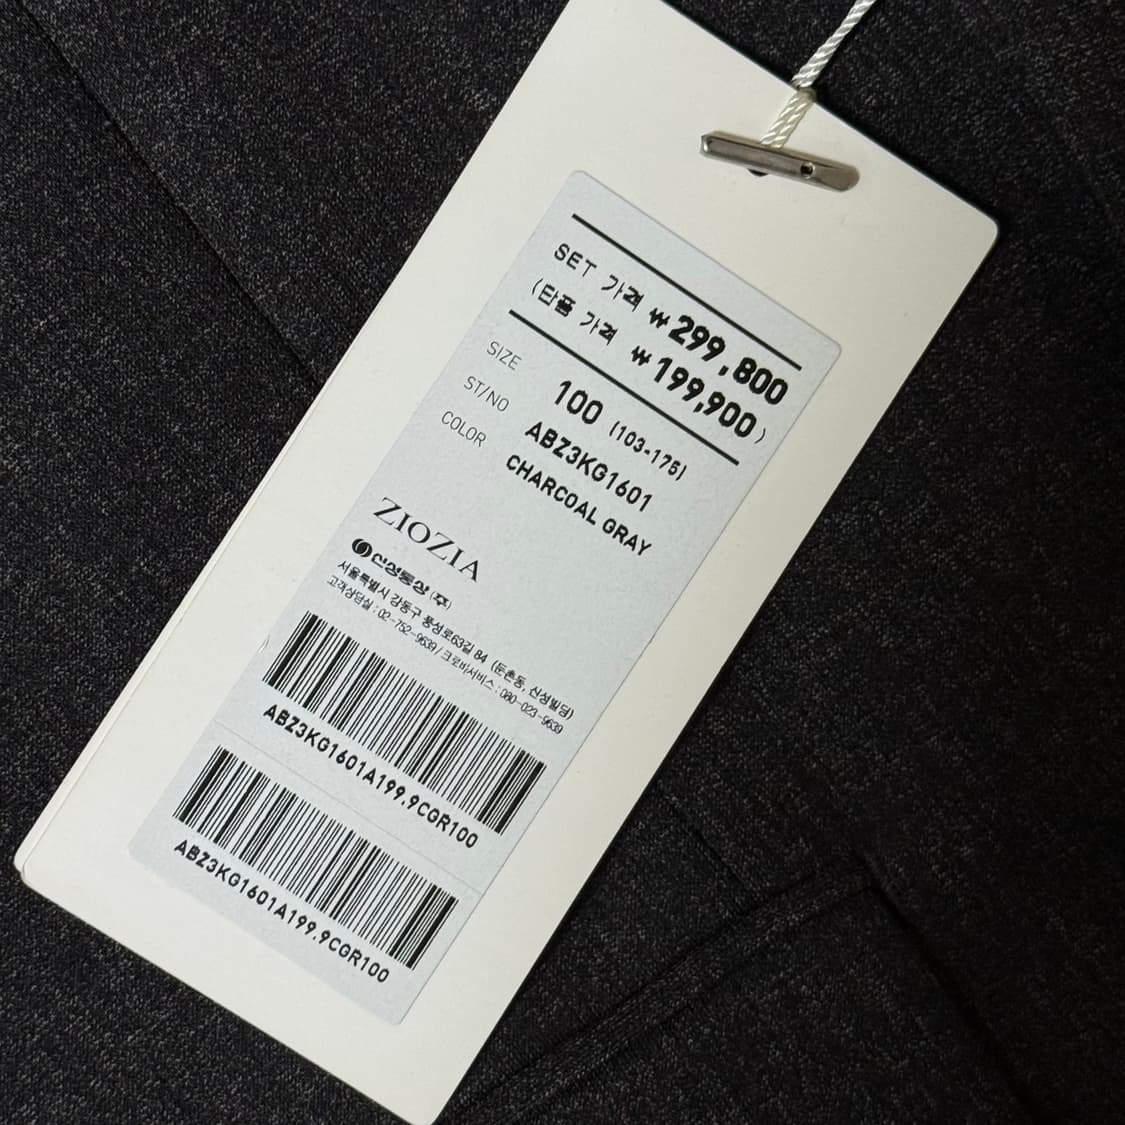 SET 가격 ₩299,800
(단품 가격 ₩199,900)
SIZE 100 (103-175)
ST/NO ABZ3KG1601
COLOR CHARCOAL GRAY
ZIOZIA
신성통상(주)
서울특별시 강동구 풍성로63길 84 (둔촌동, 신성빌딩)
고객상담실 : 02-752-9639 / 크로바서비스 : 080-023-9639
ABZ3KG1601A199.9CGR100
ABZ3KG1601A199.9CGR100